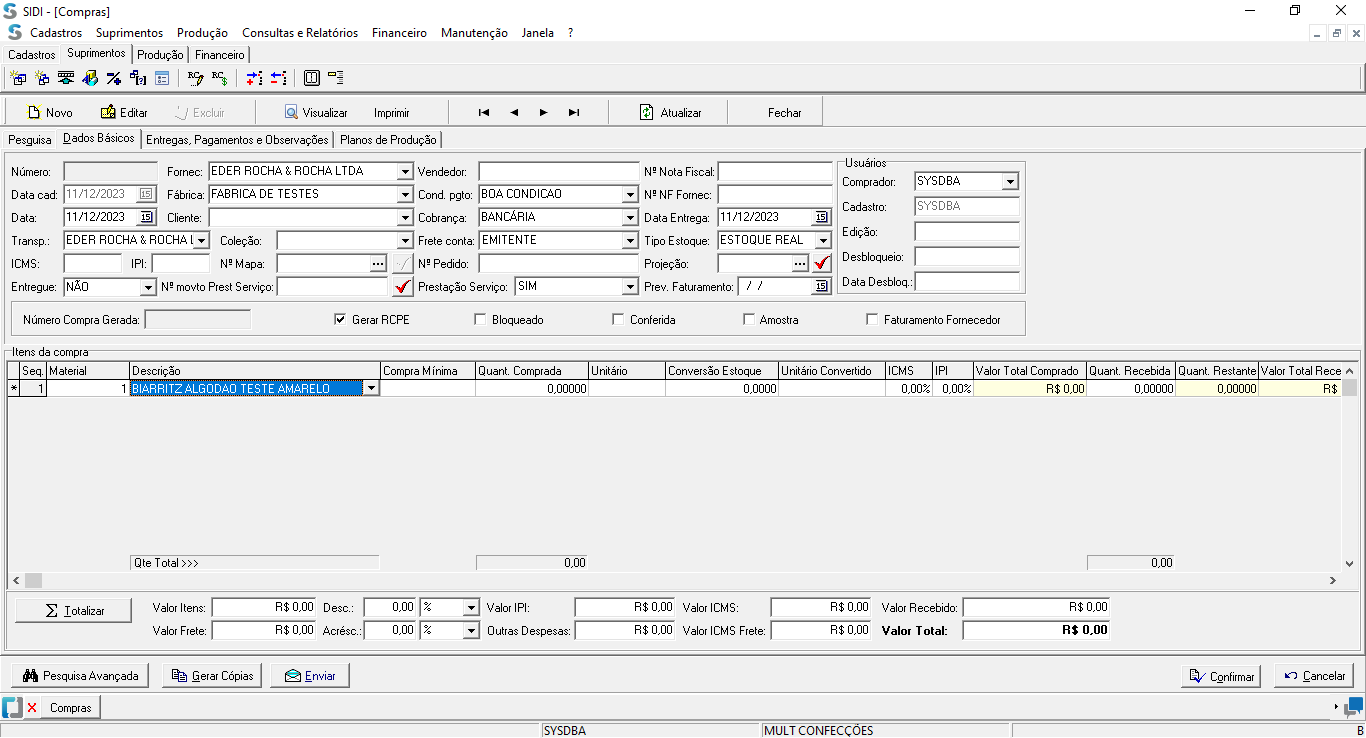 SIDI - [Compras]
Cadastros Suprimentos Produção Consultas e Relatórios Financeiro Manutenção Janela ?
Cadastros Suprimentos Produção Financeiro
Novo Editar Excluir Visualizar Imprimir Atualizar Fechar
Pesquisa Dados Básicos Entregas, Pagamentos e Observações Planos de Produção
Número: Fornec: EDER ROCHA & ROCHA LTDA Vendedor: Nº Nota Fiscal: Usuários
Comprador: SYSDBA
Data cad: 11/12/2023 15 Fábrica: FABRICA DE TESTES Cond. pgto: BOA CONDICAO Nº NF Fornec:
Cadastro: SYSDBA
Data: 11/12/2023 15 Cliente: Cobrança: BANCÁRIA Data Entrega: 11/12/2023 15
Edição:
Transp.: EDER ROCHA & ROCHA L Coleção: Frete conta: EMITENTE Tipo Estoque: ESTOQUE REAL
Desbloqueio:
ICMS: IPI: Nº Mapa: ... Nº Pedido: Projeção: ...
Data Desbloq.:
Entregue: NÃO Nº movto Prest Serviço: Prestação Serviço: SIM Prev. Faturamento: / / 15
Número Compra Gerada: Gerar RCPE Bloqueado Conferida Amostra Faturamento Fornecedor
Itens da compra
Seq. Material Descrição Compra Mínima Quant. Comprada Unitário Conversão Estoque Unitário Convertido ICMS IPI Valor Total Comprado Quant. Recebida Quant. Restante Valor Total Rece
* 1 1 BIARRITZ ALGODAO TESTE AMARELO 0,00000 0,0000 0,00% 0,00% R$ 0,00 0,00000 0,00000 R$
Qte Total >>> 0,00 0,00
Σ Totalizar Valor Itens: R$ 0,00 Desc.: 0,00 % Valor IPI: R$ 0,00 Valor ICMS: R$ 0,00 Valor Recebido: R$ 0,00
Valor Frete: R$ 0,00 Acrésc.: 0,00 % Outras Despesas: R$ 0,00 Valor ICMS Frete: R$ 0,00 Valor Total: R$ 0,00
Pesquisa Avançada Gerar Cópias Enviar Confirmar Cancelar
Compras
SYSDBA MULT CONFECÇÕES B